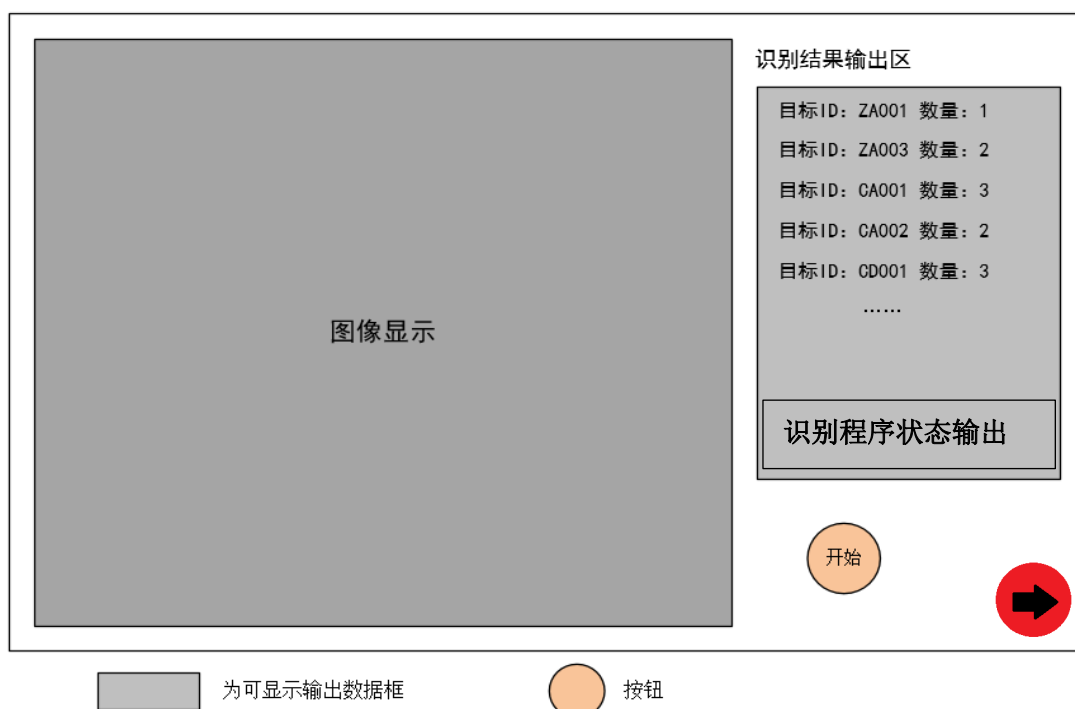 识别结果输出区
目标ID：ZA001 数量：1
目标ID：ZA003 数量：2
目标ID：CA001 数量：3
目标ID：CA002 数量：2
目标ID：CD001 数量：3
……
图像显示
识别程序状态输出
开始
为可显示输出数据框
按钮